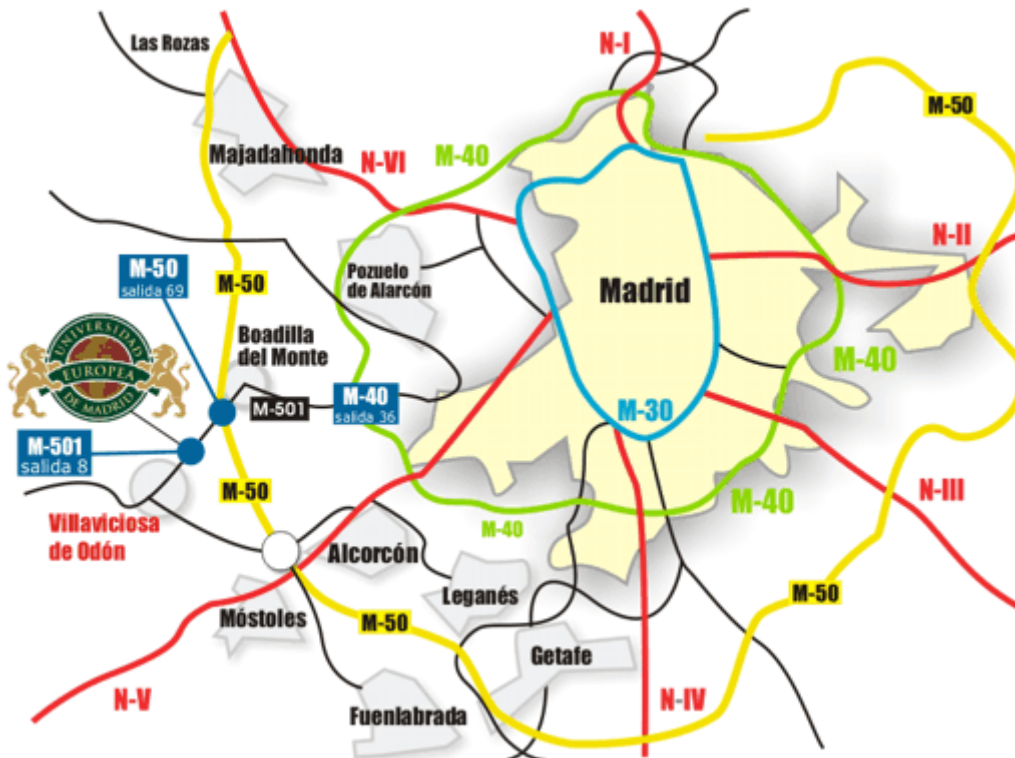 Las Rozas
N-I
M-50
Majadahonda
N-VI
M-40
N-II
M-50
salida 69
M-50
Pozuelo
de Alarcón
Madrid
UNIVERSIDAD
EUROPEA
DE MADRID
Boadilla
del Monte
M-40
M-501
M-40
salida 36
M-30
M-501
salida 8
M-50
N-III
M-40
Villaviciosa
de Odón
M-40
Alcorcón
Leganés
M-50
Móstoles
M-50
Getafe
N-V
Fuenlabrada
N-IV